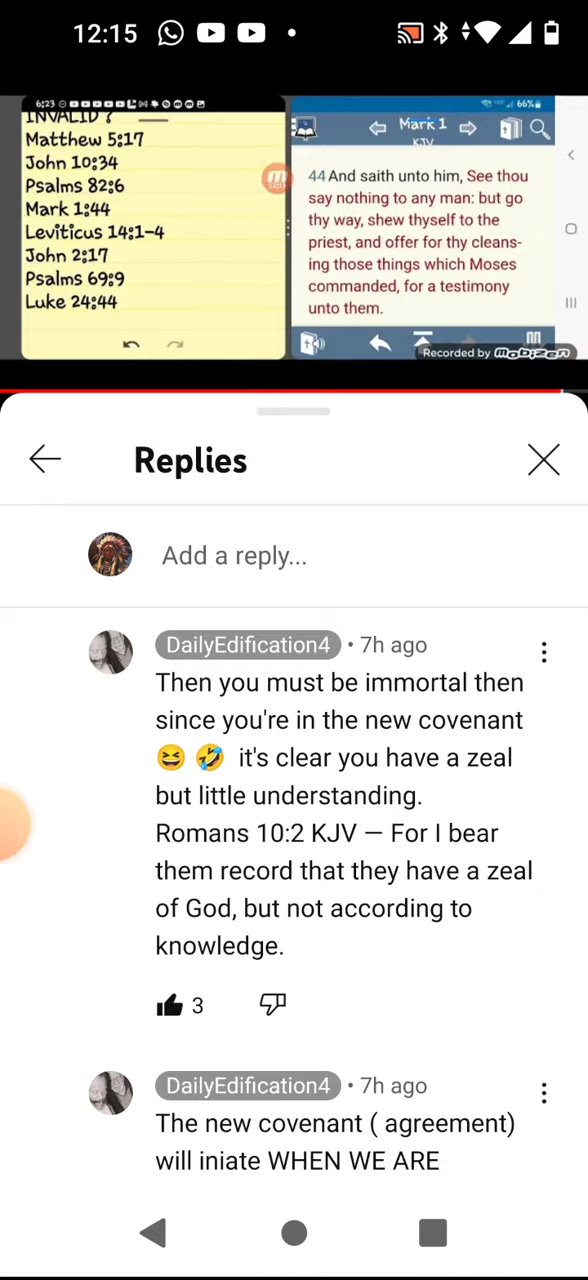 12:15
6:23
66%
INVALID ?
Matthew 5:17
John 10:34
Psalms 82:6
Mark 1:44
Leviticus 14:1-4
John 2:17
Psalms 69:9
Luke 24:44
Mark 1
KJV
44 And saith unto him, See thou
say nothing to any man: but go
thy way, shew thyself to the
priest, and offer for thy cleans-
ing those things which Moses
commanded, for a testimony
unto them.
Recorded by mobizen
Replies
Add a reply...
DailyEdification4 • 7h ago
Then you must be immortal then
since you're in the new covenant
😆 🤣 it's clear you have a zeal
but little understanding.
Romans 10:2 KJV — For I bear
them record that they have a zeal
of God, but not according to
knowledge.
3
DailyEdification4 • 7h ago
The new covenant ( agreement)
will iniate WHEN WE ARE